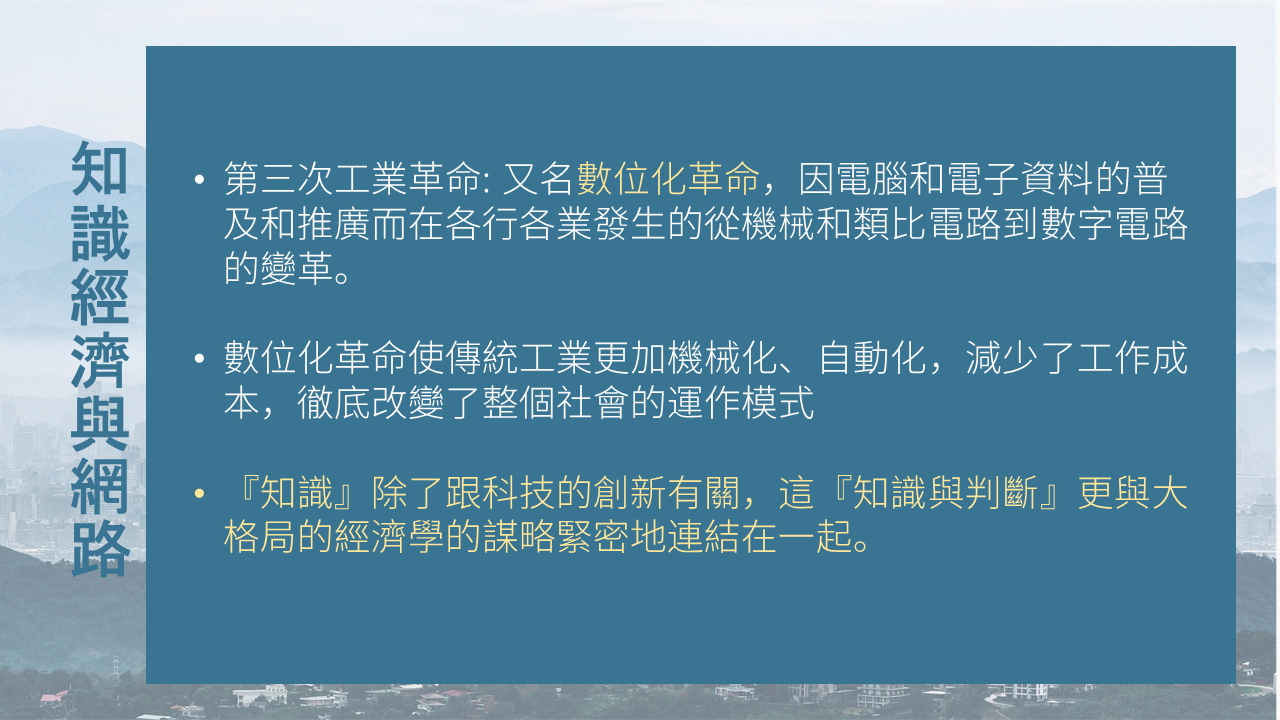 知識經濟與網路
• 第三次工業革命: 又名數位化革命，因電腦和電子資料的普
及和推廣而在各行各業發生的從機械和類比電路到數字電路
的變革。
• 數位化革命使傳統工業更加機械化、自動化，減少了工作成
本，徹底改變了整個社會的運作模式
• 『知識』除了跟科技的創新有關，這『知識與判斷』更與大
格局的經濟學的謀略緊密地連結在一起。